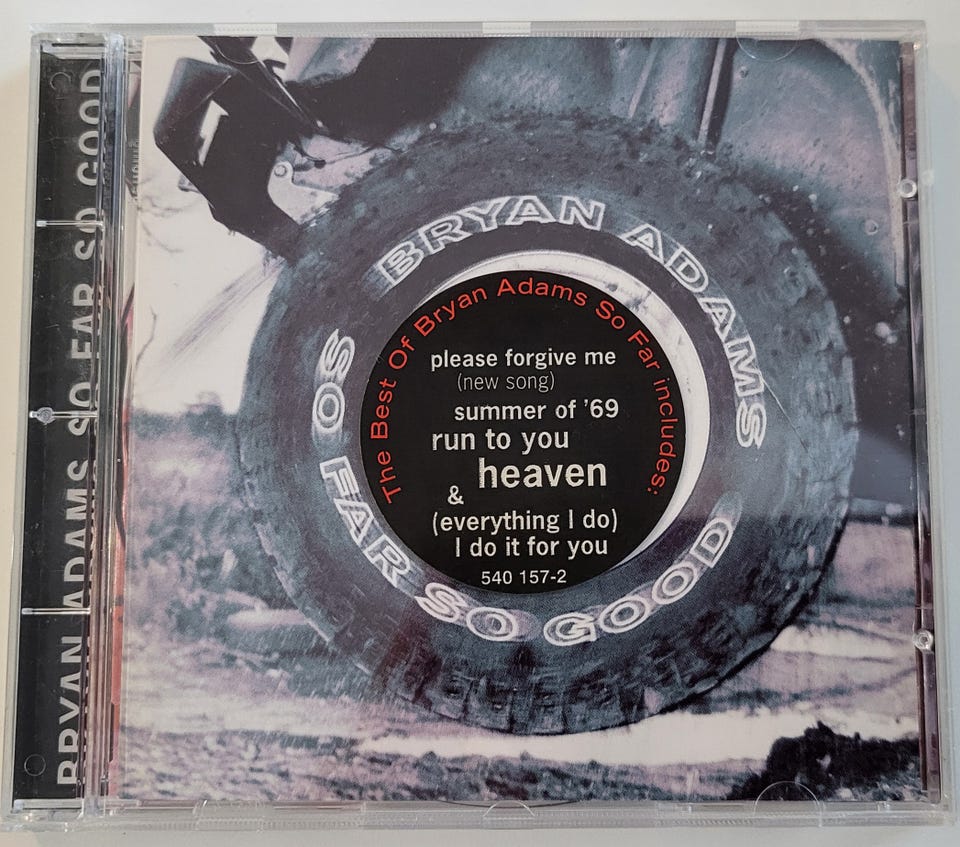 BRYAN ADAMS SO FAR SO GOOD
BRYAN ADAMS
SO FAR SO GOOD
The Best Of Bryan Adams So Far includes:
please forgive me
(new song)
summer of '69
run to you
heaven
&
(everything I do)
I do it for you
540 157-2